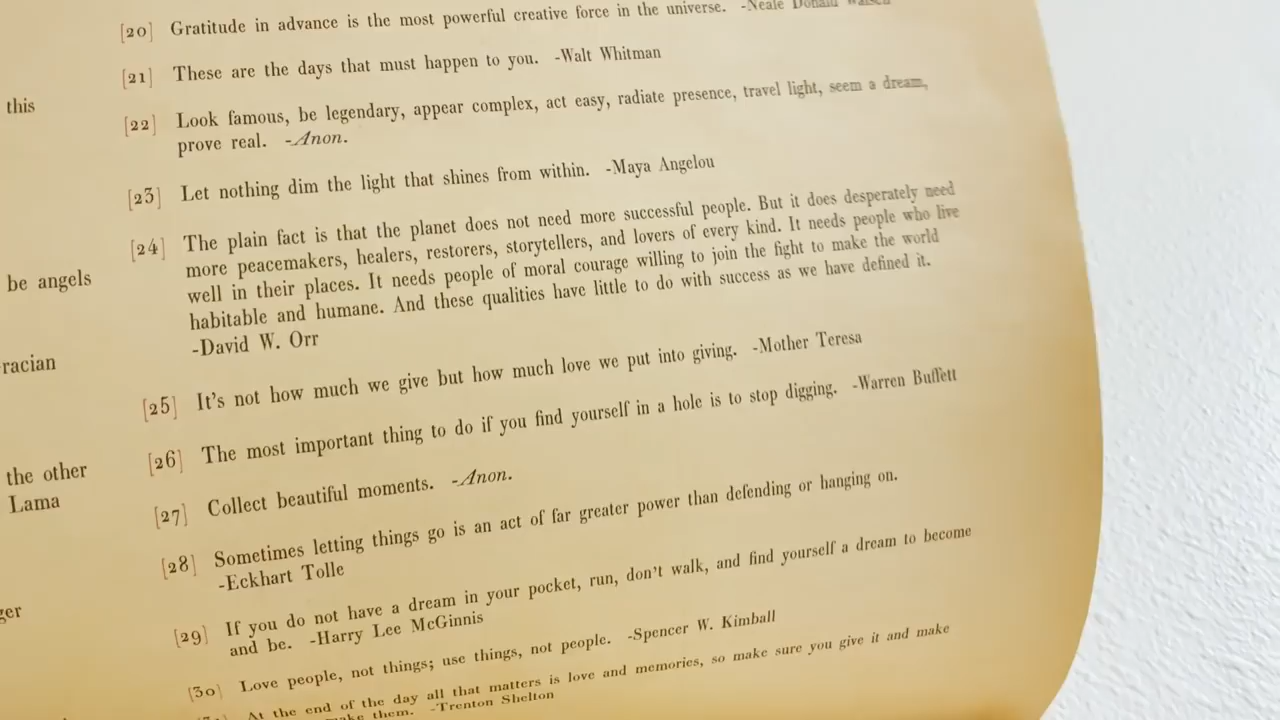 this
be angels
racian
the other
Lama
ger
[20] Gratitude in advance is the most powerful creative force in the universe. -Neale Donald Walsch
[21] These are the days that must happen to you. -Walt Whitman
[22] Look famous, be legendary, appear complex, act easy, radiate presence, travel light, seem a dream,
prove real. -Anon.
[23] Let nothing dim the light that shines from within. -Maya Angelou
[24] The plain fact is that the planet does not need more successful people. But it does desperately need
more peacemakers, healers, restorers, storytellers, and lovers of every kind. It needs people who live
well in their places. It needs people of moral courage willing to join the fight to make the world
habitable and humane. And these qualities have little to do with success as we have defined it.
-David W. Orr
[25] It's not how much we give but how much love we put into giving. -Mother Teresa
[26] The most important thing to do if you find yourself in a hole is to stop digging. -Warren Buffett
[27] Collect beautiful moments. -Anon.
[28] Sometimes letting things go is an act of far greater power than defending or hanging on.
-Eckhart Tolle
[29] If you do not have a dream in your pocket, run, don't walk, and find yourself a dream to become
and be. -Harry Lee McGinnis
[30] Love people, not things; use things, not people. -Spencer W. Kimball
At the end of the day all that matters is love and memories, so make sure you give it and make
make them. -Trenton Shelton